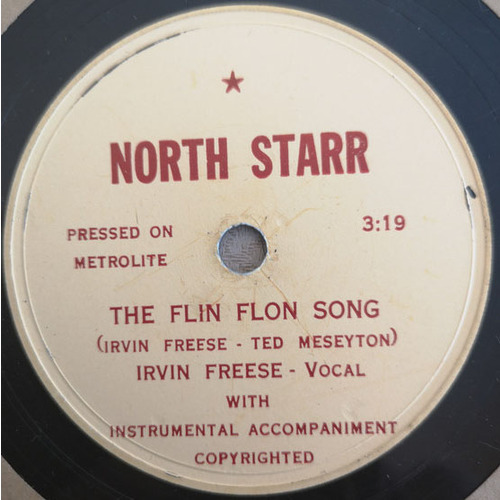 NORTH STARR
PRESSED ON
METROLITE
3:19
THE FLIN FLON SONG
(IRVIN FREESE - TED MESEYTON)
IRVIN FREESE - VOCAL
WITH
INSTRUMENTAL ACCOMPANIMENT
COPYRIGHTED